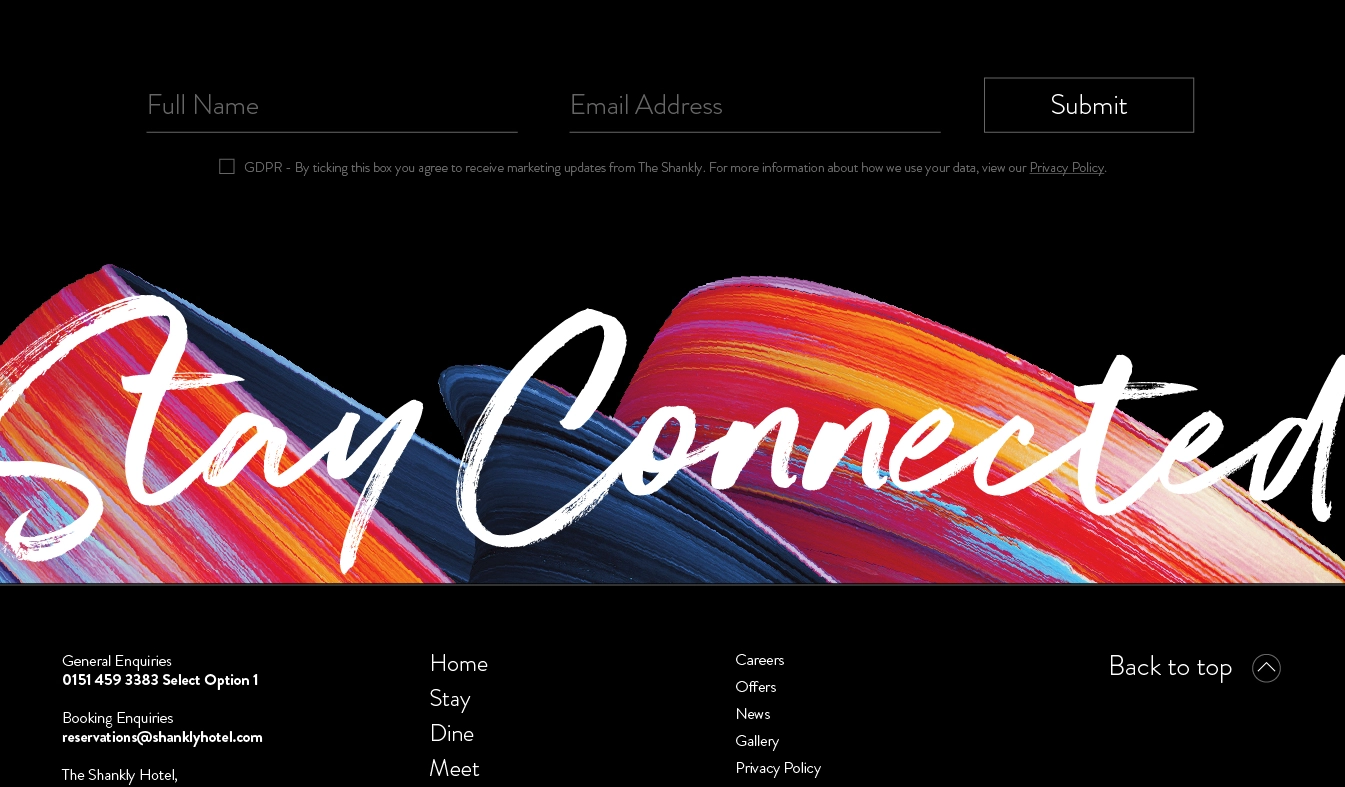 Full Name
Email Address
Submit
GDPR - By ticking this box you agree to receive marketing updates from The Shankly. For more information about how we use your data, view our Privacy Policy.
Stay Connected
General Enquiries
0151 459 3383 Select Option 1
Booking Enquiries
reservations@shanklyhotel.com
The Shankly Hotel,
Home
Stay
Dine
Meet
Careers
Offers
News
Gallery
Privacy Policy
Back to top